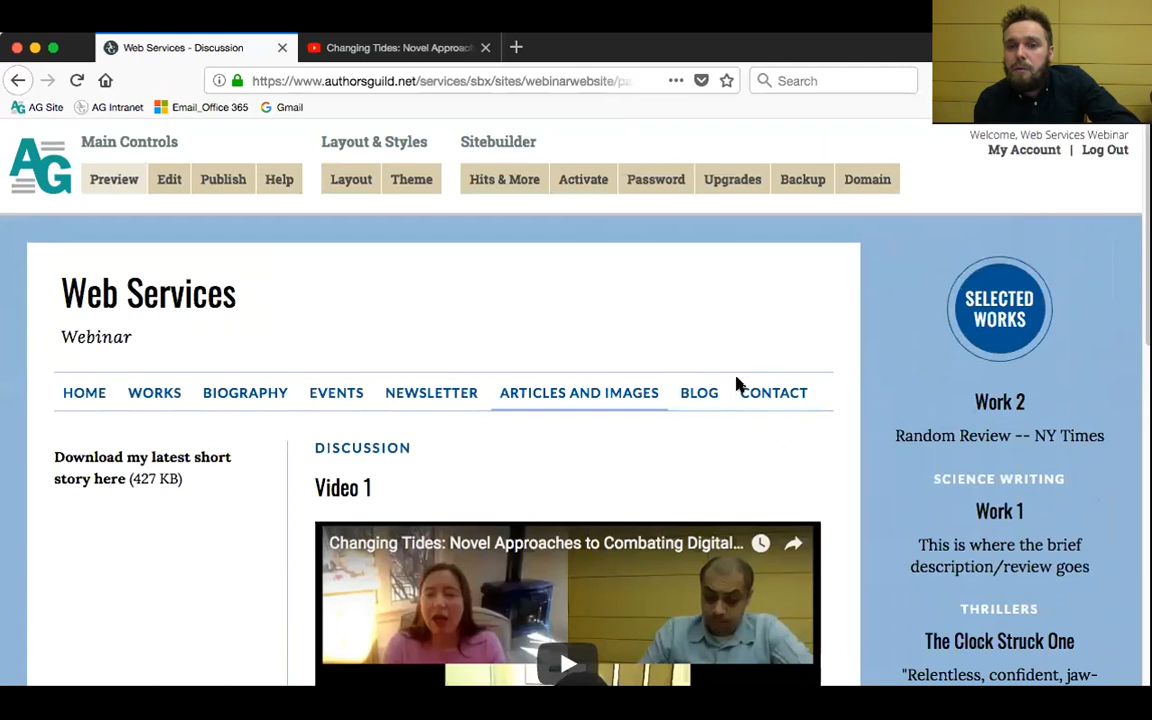 Web Services - Discussion
Changing Tides: Novel Approac
https://www.authorsguild.net/services/sbx/sites/webinarwebsite/pa
Search
AG Site
AG Intranet
Email_Office 365
Gmail
Welcome, Web Services Webinar
My Account | Log Out
AG
Main Controls
Layout & Styles
Sitebuilder
Preview
Edit
Publish
Help
Layout
Theme
Hits & More
Activate
Password
Upgrades
Backup
Domain
Web Services
Webinar
HOME
WORKS
BIOGRAPHY
EVENTS
NEWSLETTER
ARTICLES AND IMAGES
BLOG
CONTACT
Download my latest short
story here (427 KB)
DISCUSSION
Video 1
Changing Tides: Novel Approaches to Combating Digital...
SELECTED
WORKS
Work 2
Random Review -- NY Times
SCIENCE WRITING
Work 1
This is where the brief
description/review goes
THRILLERS
The Clock Struck One
"Relentless, confident, jaw-